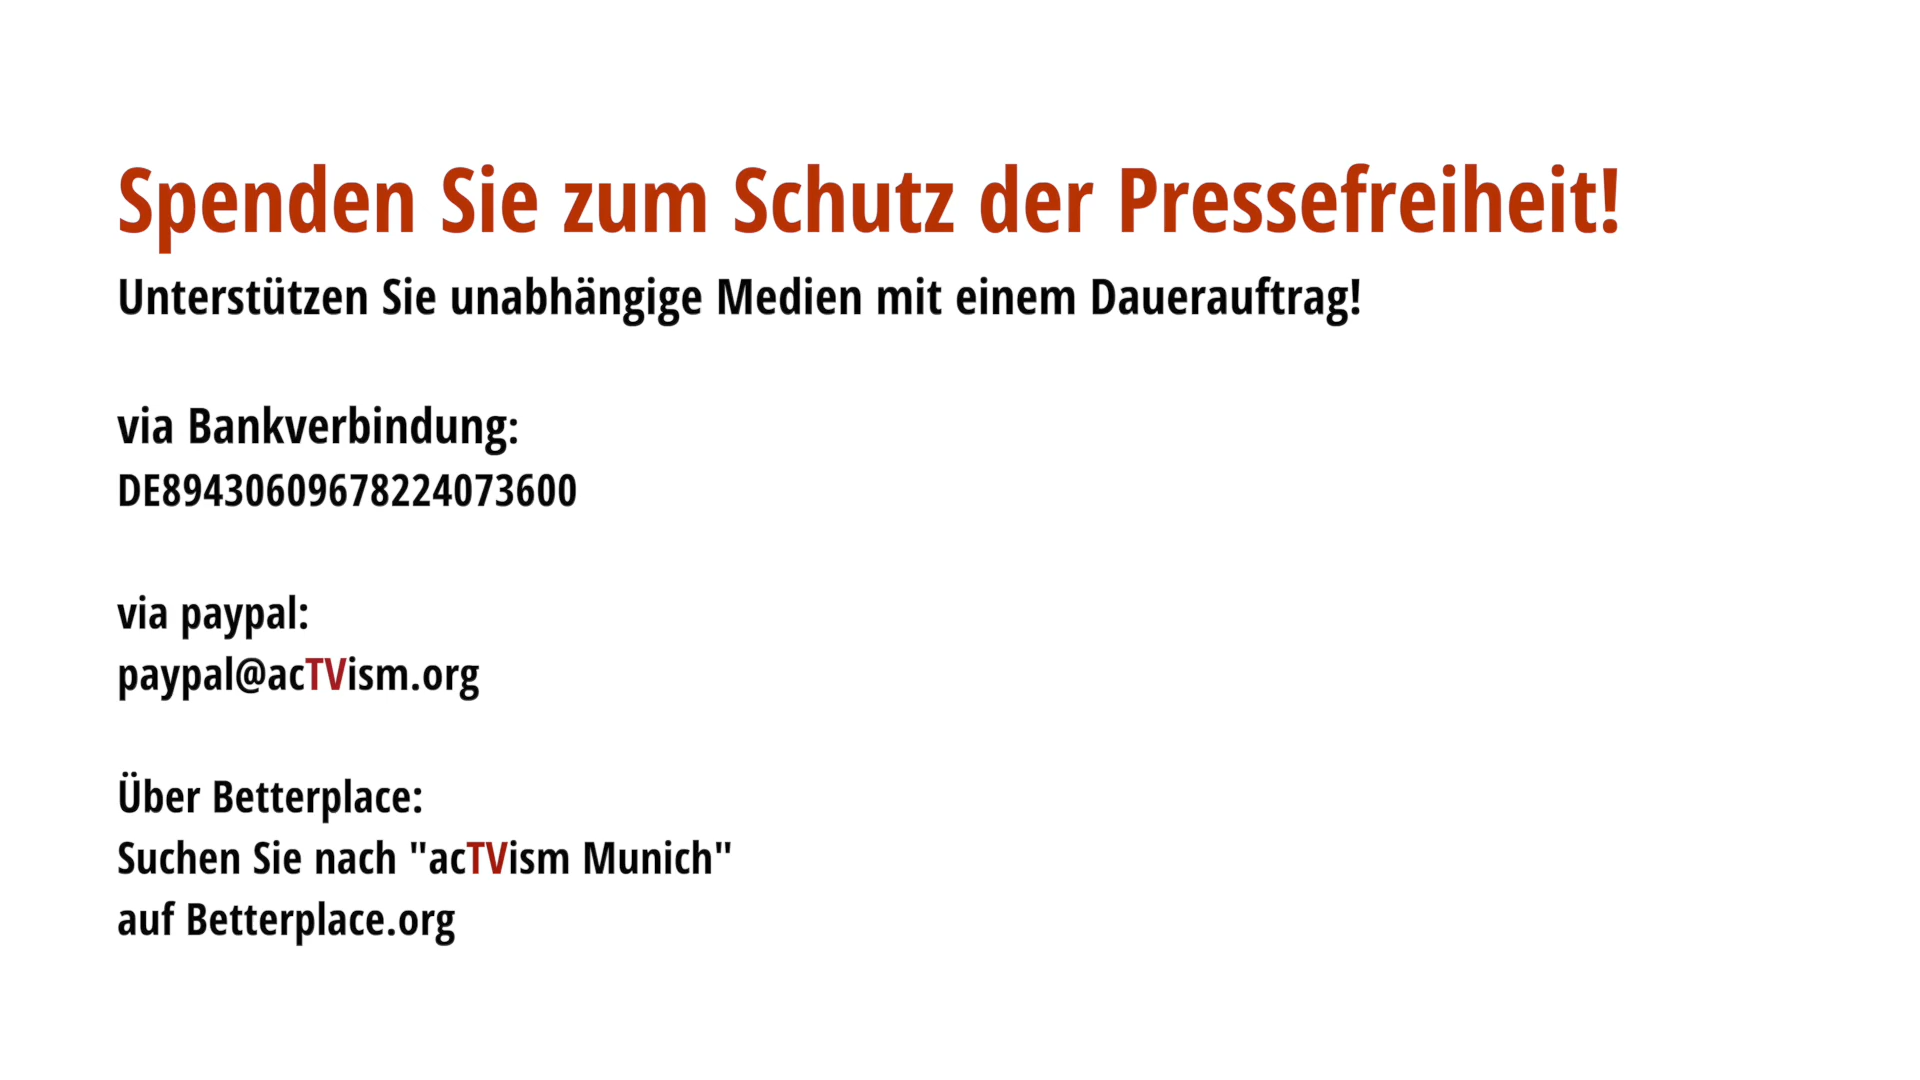 Spenden Sie zum Schutz der Pressefreiheit!
Unterstützen Sie unabhängige Medien mit einem Dauerauftrag!
via Bankverbindung:
DE89430609678224073600
via paypal:
paypal@acTVism.org
Über Betterplace:
Suchen Sie nach "acTVism Munich"
auf Betterplace.org